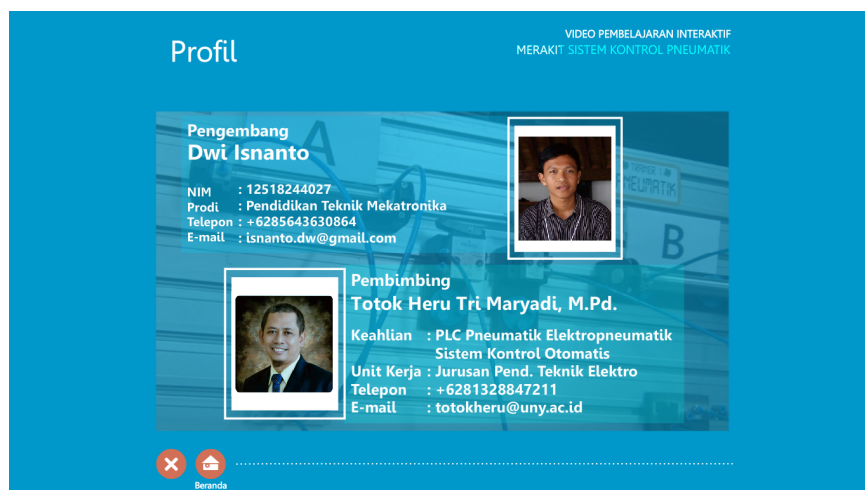 Profil
VIDEO PEMBELAJARAN INTERAKTIF
MERAKIT SISTEM KONTROL PNEUMATIK
Pengembang
Dwi Isnanto
NIM : 12518244027
Prodi : Pendidikan Teknik Mekatronika
Telepon : +6285643630864
E-mail : isnanto.dw@gmail.com
A
TRAINER
PNEUMATIK
B
Pembimbing
Totok Heru Tri Maryadi, M.Pd.
Keahlian : PLC Pneumatik Elektropneumatik
Sistem Kontrol Otomatis
Unit Kerja : Jurusan Pend. Teknik Elektro
Telepon : +6281328847211
E-mail : totokheru@uny.ac.id
Beranda